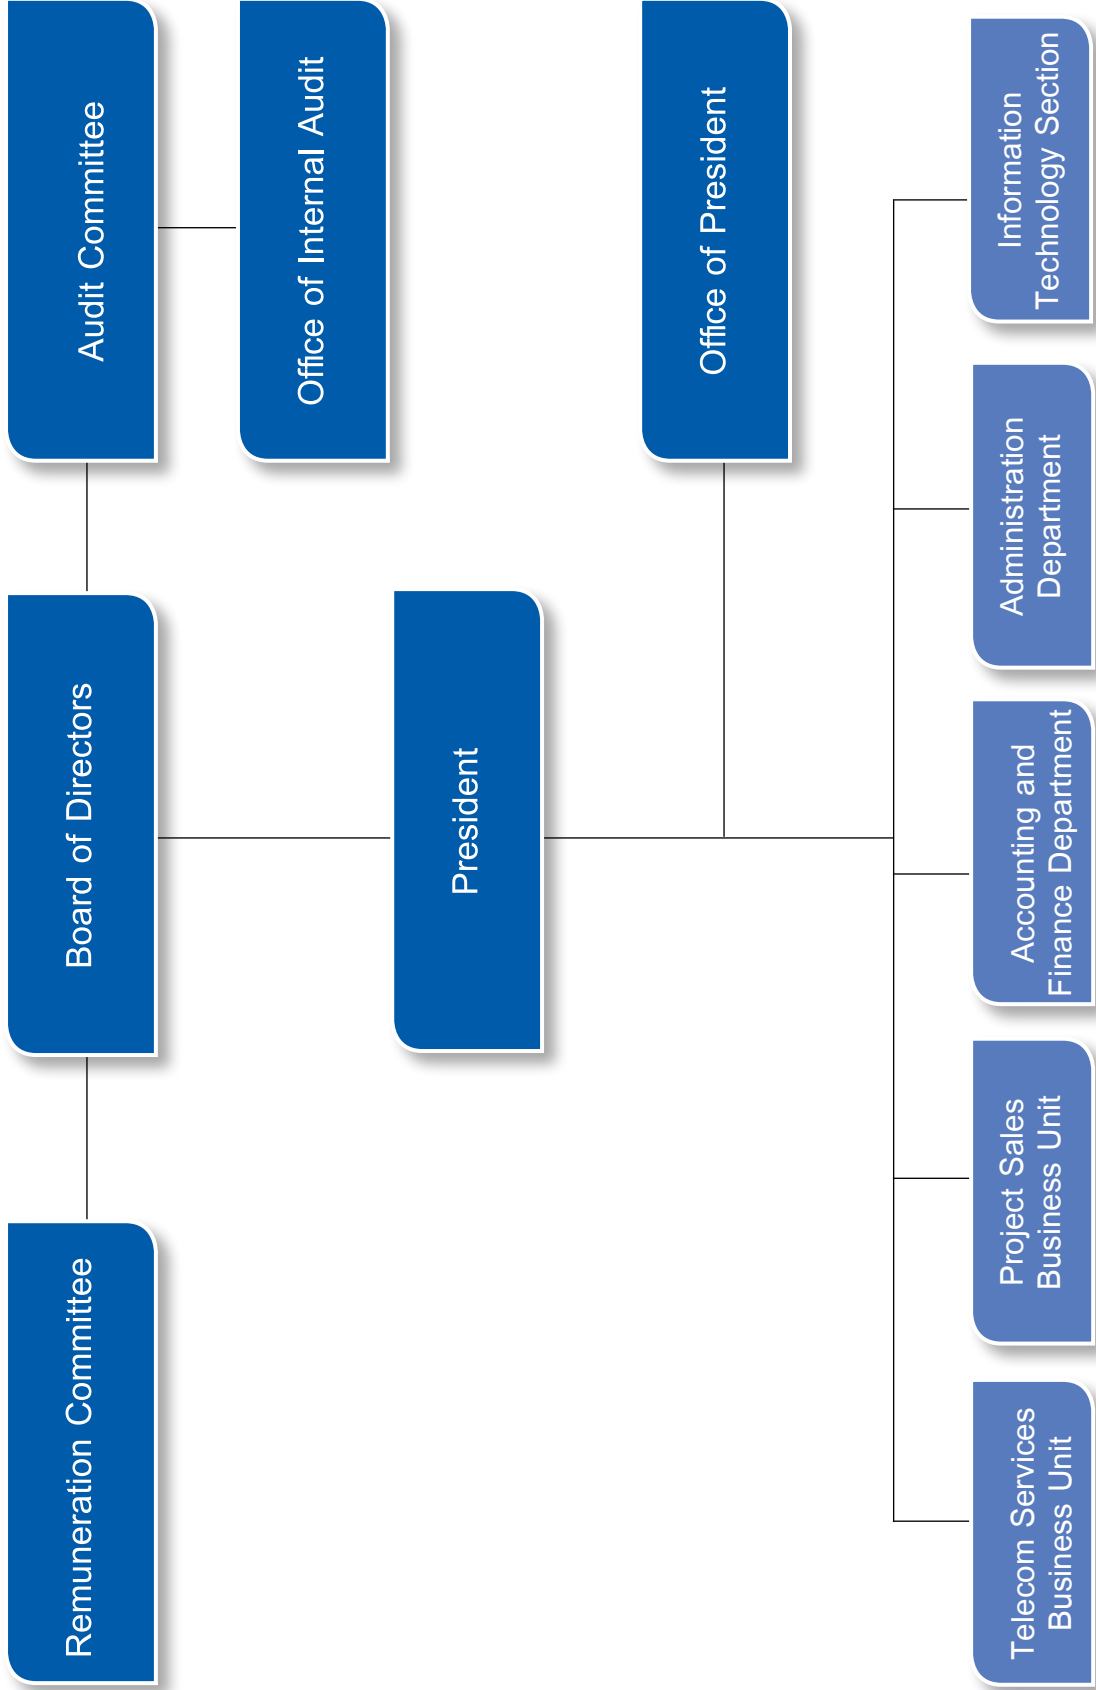 Remuneration Committee
Board of Directors
Audit Committee
Office of Internal Audit
President
Office of President
Telecom Services
Business Unit
Project Sales
Business Unit
Accounting and
Finance Department
Administration
Department
Information
Technology Section